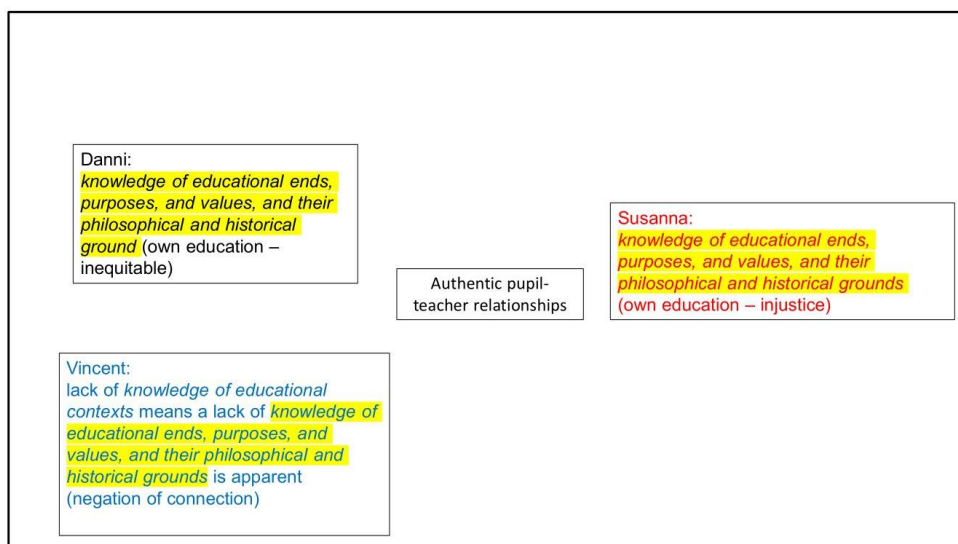 Danni:
knowledge of educational ends,
purposes, and values, and their
philosophical and historical
ground (own education –
inequitable)
Susanna:
knowledge of educational ends,
purposes, and values, and their
philosophical and historical grounds
(own education – injustice)
Authentic pupil-
teacher relationships
Vincent:
lack of knowledge of educational
contexts means a lack of knowledge of
educational ends, purposes, and
values, and their philosophical and
historical grounds is apparent
(negation of connection)